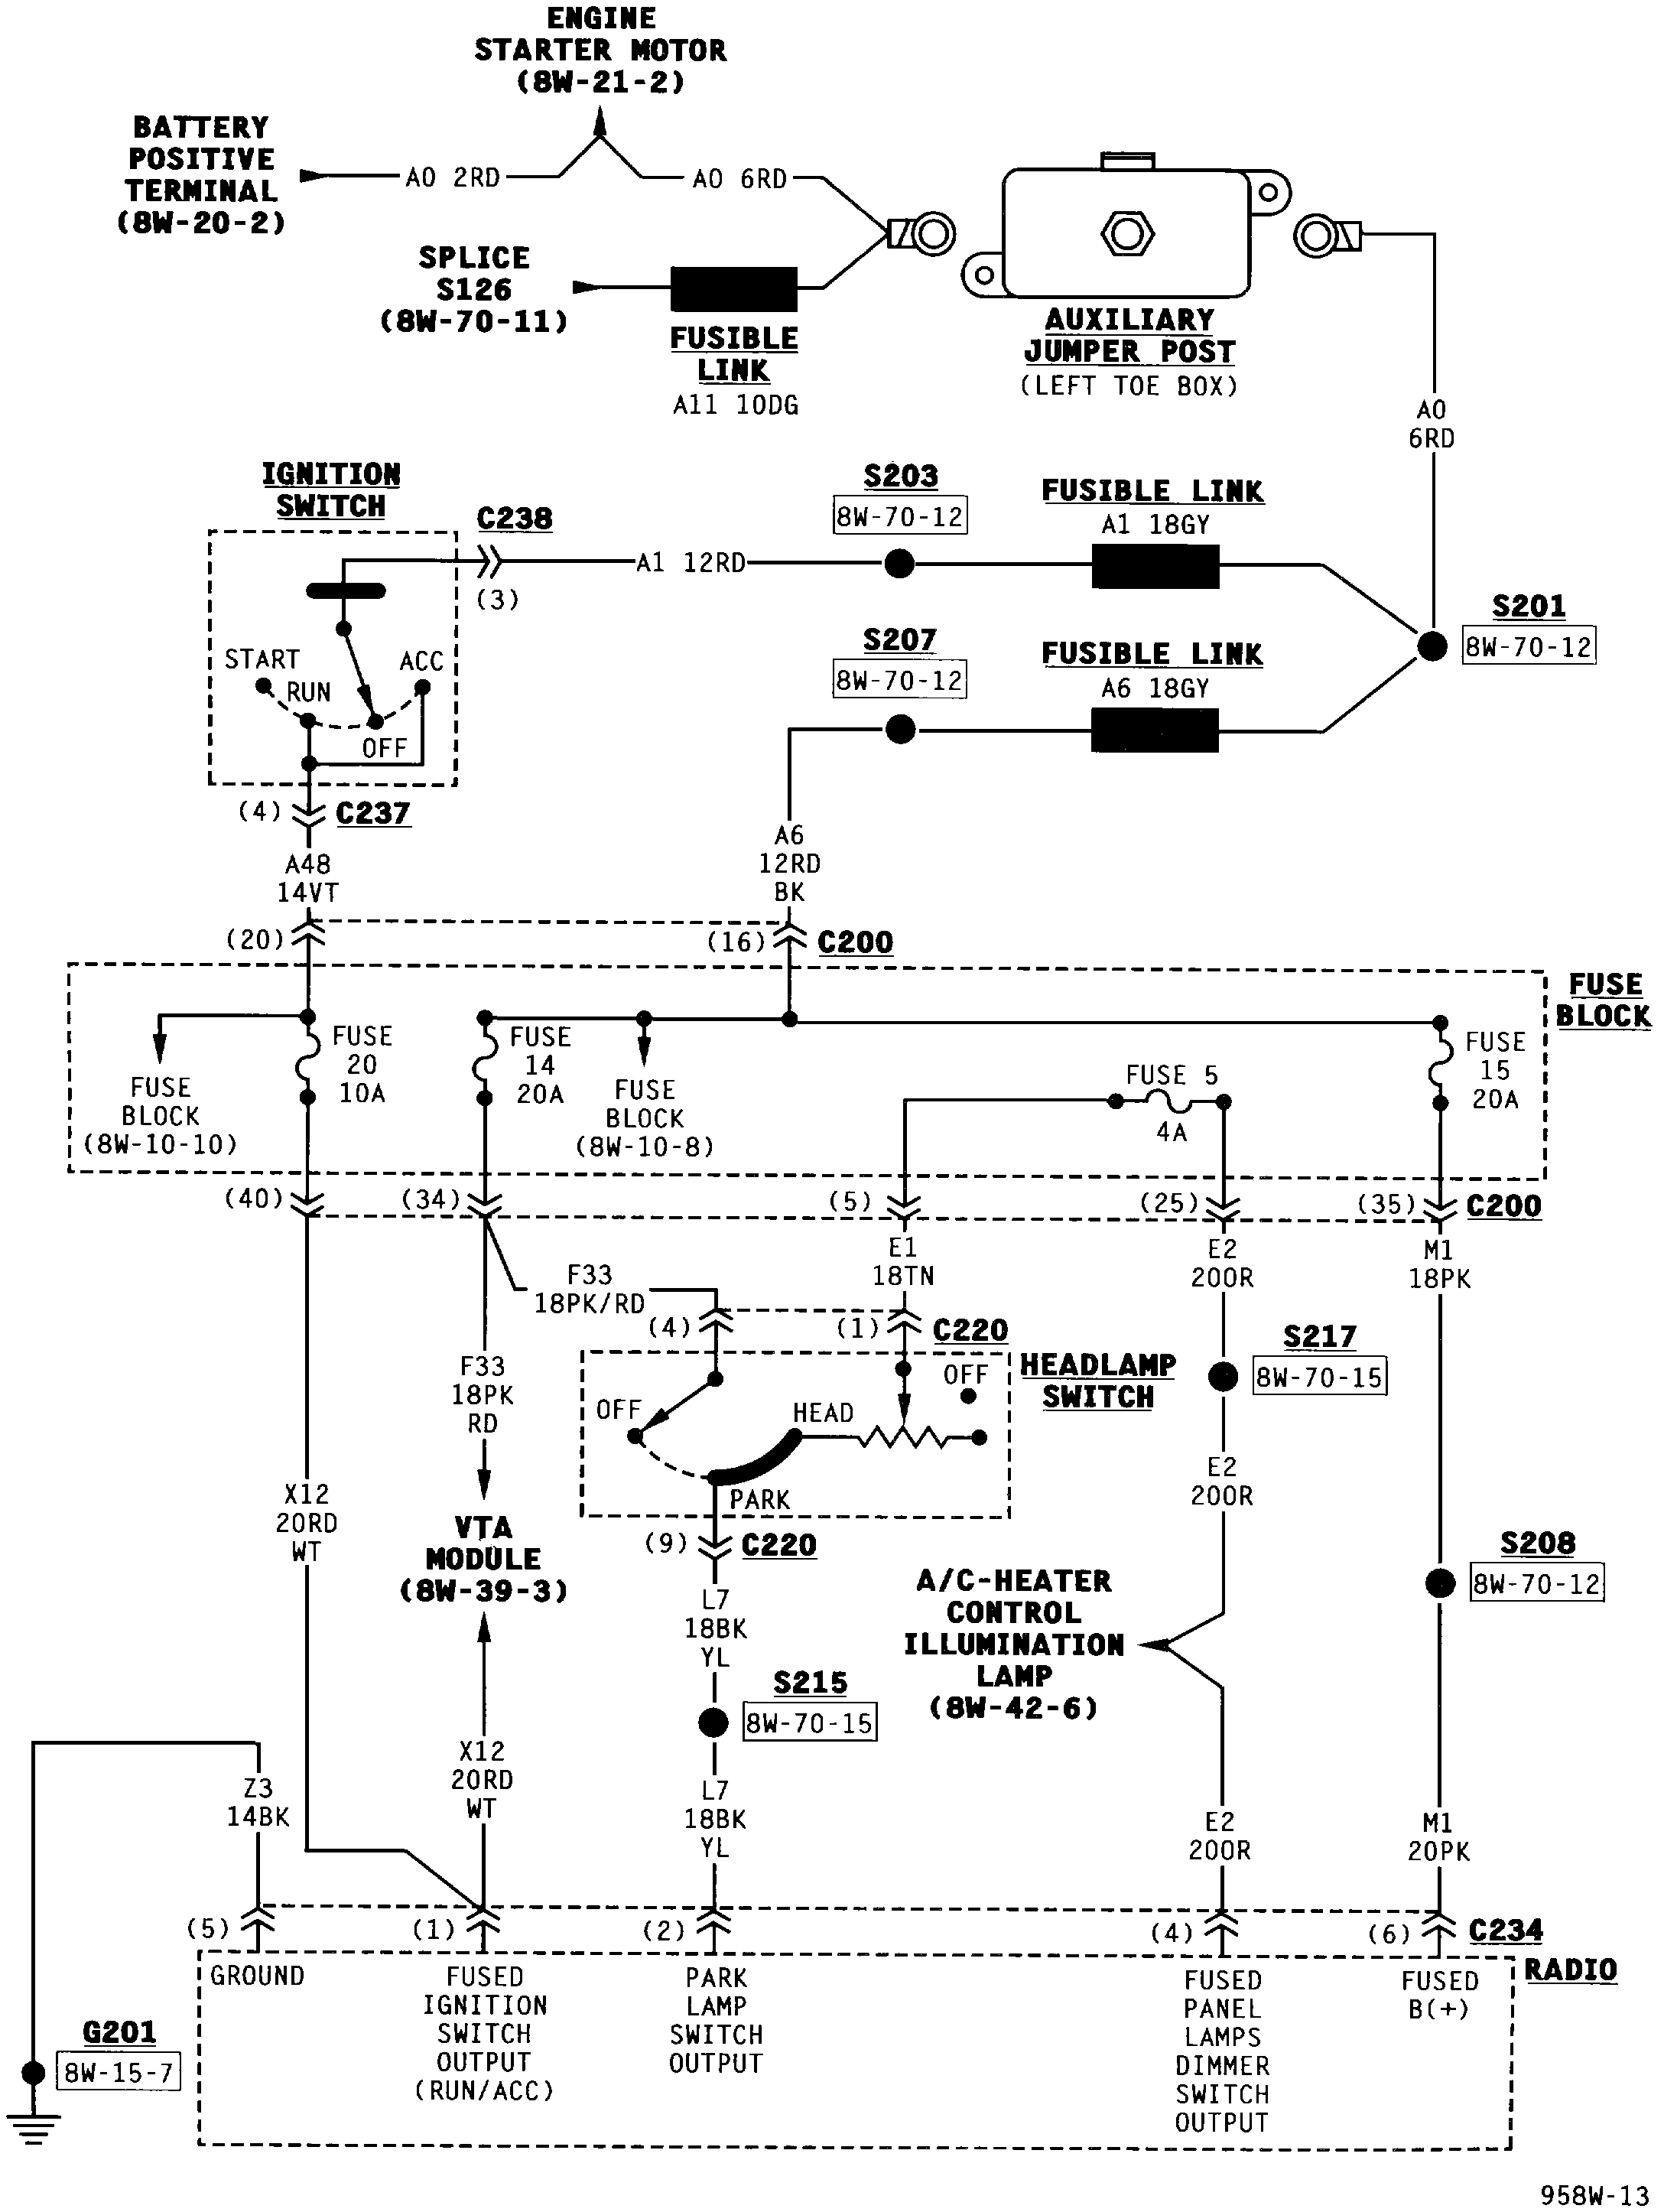 ENGINE
STARTER MOTOR
(8W-21-2)
BATTERY
POSITIVE
TERMINAL
(8W-20-2)
A0 2RD
A0 6RD
SPLICE
S126
(8W-70-11)
FUSIBLE
LINK
A11 10DG
AUXILIARY
JUMPER POST
(LEFT TOE BOX)
A0
6RD
IGNITION
SWITCH
C238
(3)
A1 12RD
S203
8W-70-12
FUSIBLE LINK
A1 18GY
S201
8W-70-12
S207
8W-70-12
FUSIBLE LINK
A6 18GY
START
RUN
ACC
OFF
(4)
C237
A48
14VT
A6
12RD
BK
(20)
(16)
C200
FUSE
BLOCK
FUSE
20
10A
FUSE
BLOCK
(8W-10-10)
FUSE
14
20A
FUSE
BLOCK
(8W-10-8)
FUSE 5
4A
FUSE
15
20A
(40)
(34)
(5)
(25)
(35)
C200
F33
18PK/RD
E1
18TN
E2
20OR
M1
18PK
(4)
(1)
C220
HEADLAMP
SWITCH
S217
8W-70-15
F33
18PK
RD
OFF
HEAD
OFF
PARK
E2
20OR
X12
20RD
WT
VTA
MODULE
(8W-39-3)
(9)
C220
L7
18BK
YL
A/C-HEATER
CONTROL
ILLUMINATION
LAMP
(8W-42-6)
S208
8W-70-12
S215
8W-70-15
Z3
14BK
X12
20RD
WT
L7
18BK
YL
E2
20OR
M1
20PK
(5)
(1)
(2)
(4)
(6)
C234
RADIO
GROUND
FUSED
IGNITION
SWITCH
OUTPUT
(RUN/ACC)
PARK
LAMP
SWITCH
OUTPUT
FUSED
PANEL
LAMPS
DIMMER
SWITCH
OUTPUT
FUSED
B(+)
G201
8W-15-7
958W-13